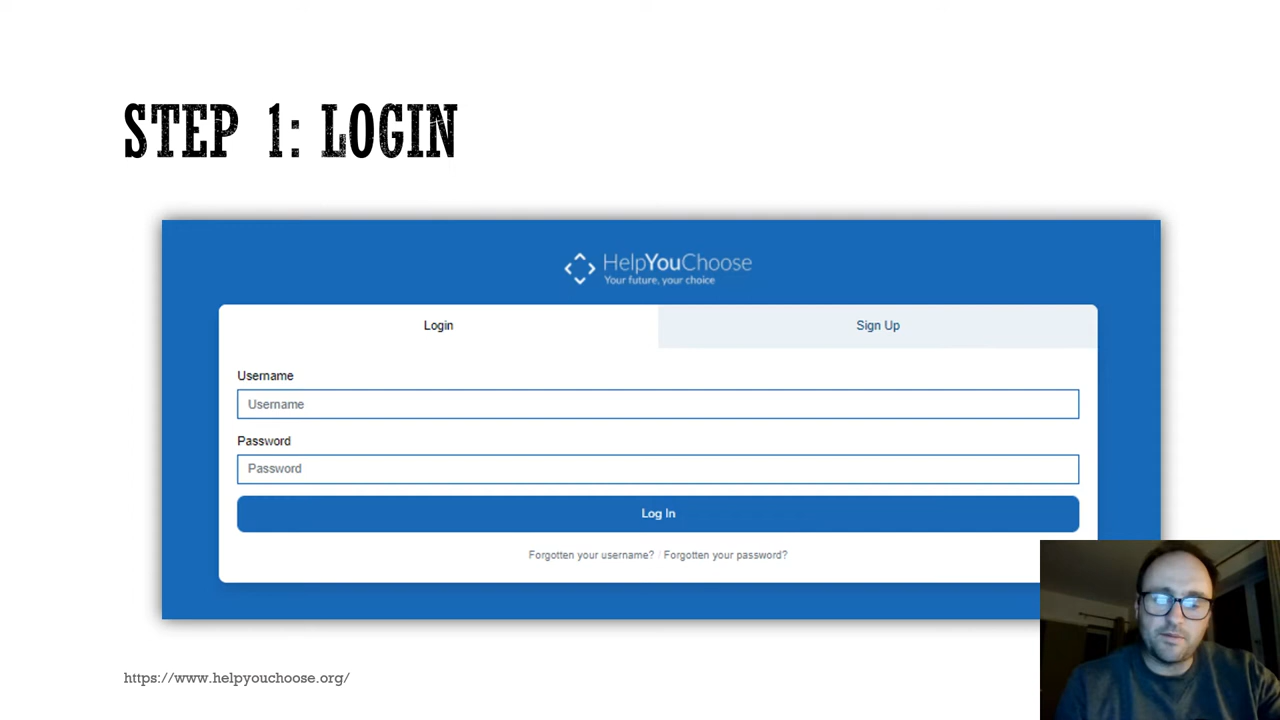 STEP 1: LOGIN
HelpYouChoose
Your future, your choice
Login
Sign Up
Username
Username
Password
Password
Log In
Forgotten your username? / Forgotten your password?
https://www.helpyouchoose.org/